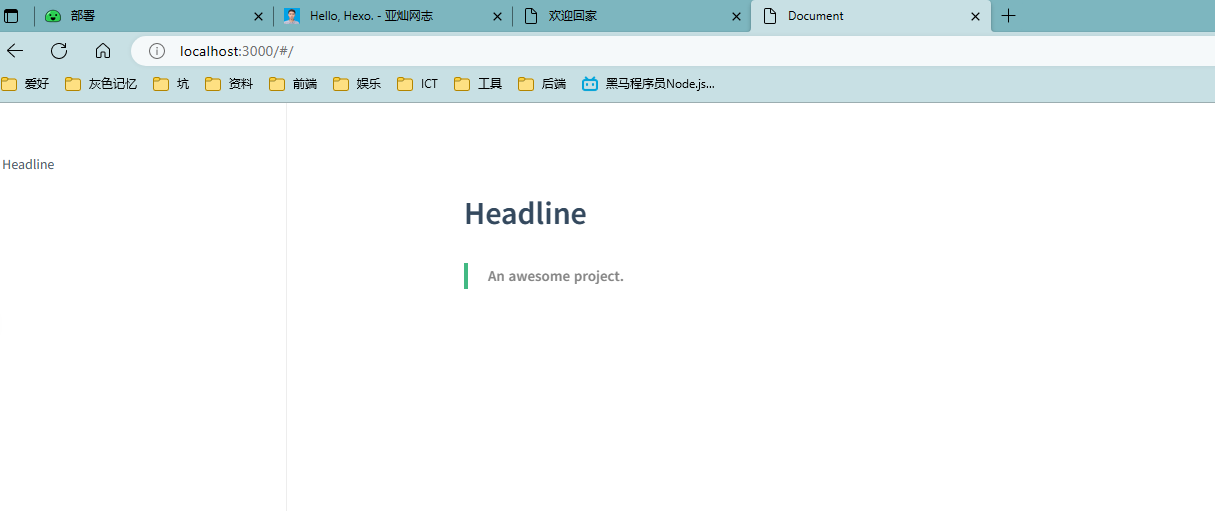 部署
Hello, Hexo. - 亚灿网志
欢迎回家
Document
localhost:3000/#/
爱好
灰色记忆
坑
资料
前端
娱乐
ICT
工具
后端
黑马程序员Node.js...
Headline
Headline
An awesome project.